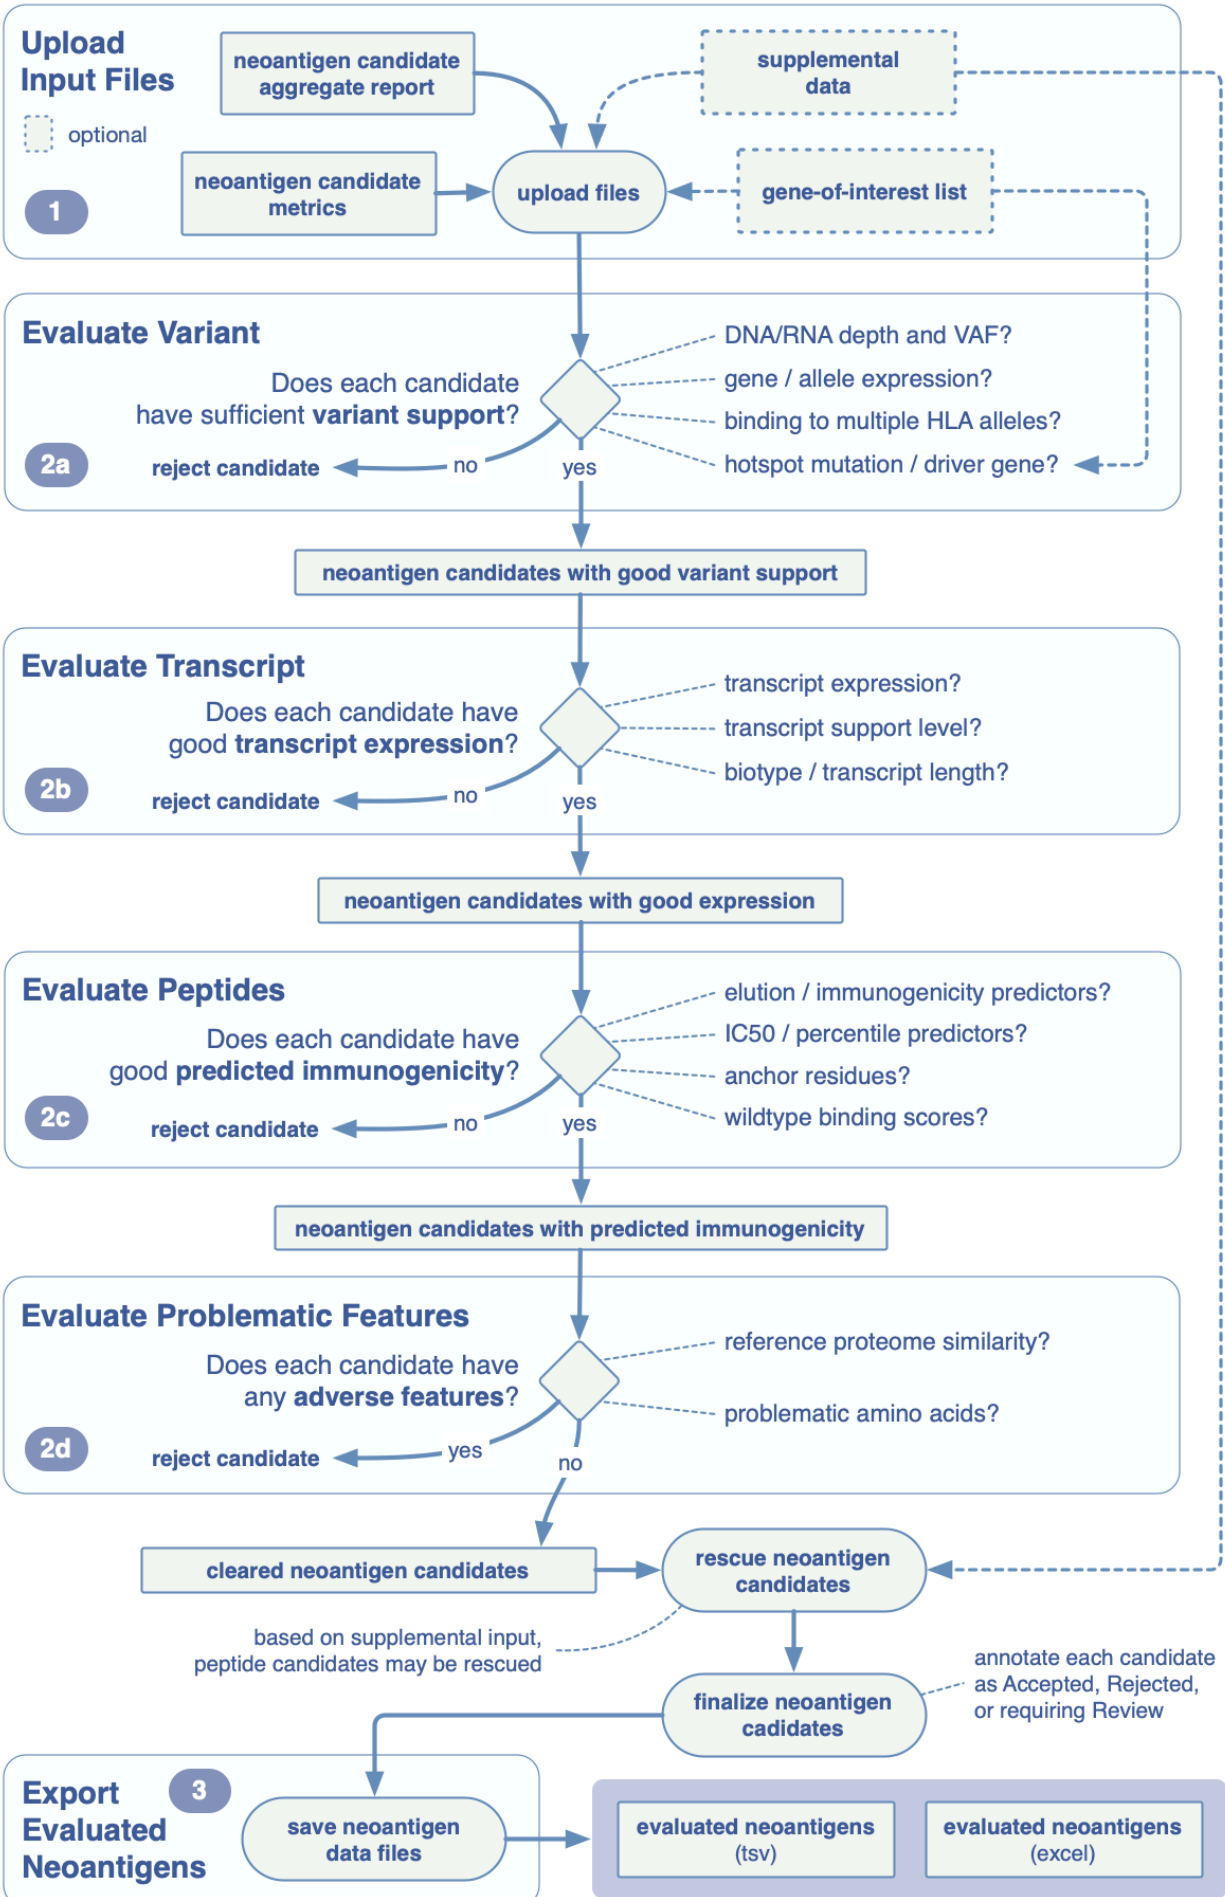 Upload
Input Files
optional
1
neoantigen candidate
aggregate report
supplemental
data
neoantigen candidate
metrics
upload files
gene-of-interest list
Evaluate Variant
Does each candidate
have sufficient variant support?
2a
reject candidate
no
yes
DNA/RNA depth and VAF?
gene / allele expression?
binding to multiple HLA alleles?
hotspot mutation / driver gene?
neoantigen candidates with good variant support
Evaluate Transcript
Does each candidate have
good transcript expression?
2b
reject candidate
no
yes
transcript expression?
transcript support level?
biotype / transcript length?
neoantigen candidates with good expression
Evaluate Peptides
Does each candidate have
good predicted immunogenicity?
2c
reject candidate
no
yes
elution / immunogenicity predictors?
IC50 / percentile predictors?
anchor residues?
wildtype binding scores?
neoantigen candidates with predicted immunogenicity
Evaluate Problematic Features
Does each candidate have
any adverse features?
2d
reject candidate
yes
no
reference proteome similarity?
problematic amino acids?
cleared neoantigen candidates
rescue neoantigen
candidates
based on supplemental input,
peptide candidates may be rescued
finalize neoantigen
cadidates
annotate each candidate
as Accepted, Rejected,
or requiring Review
Export
Evaluated
Neoantigens
3
save neoantigen
data files
evaluated neoantigens
(tsv)
evaluated neoantigens
(excel)